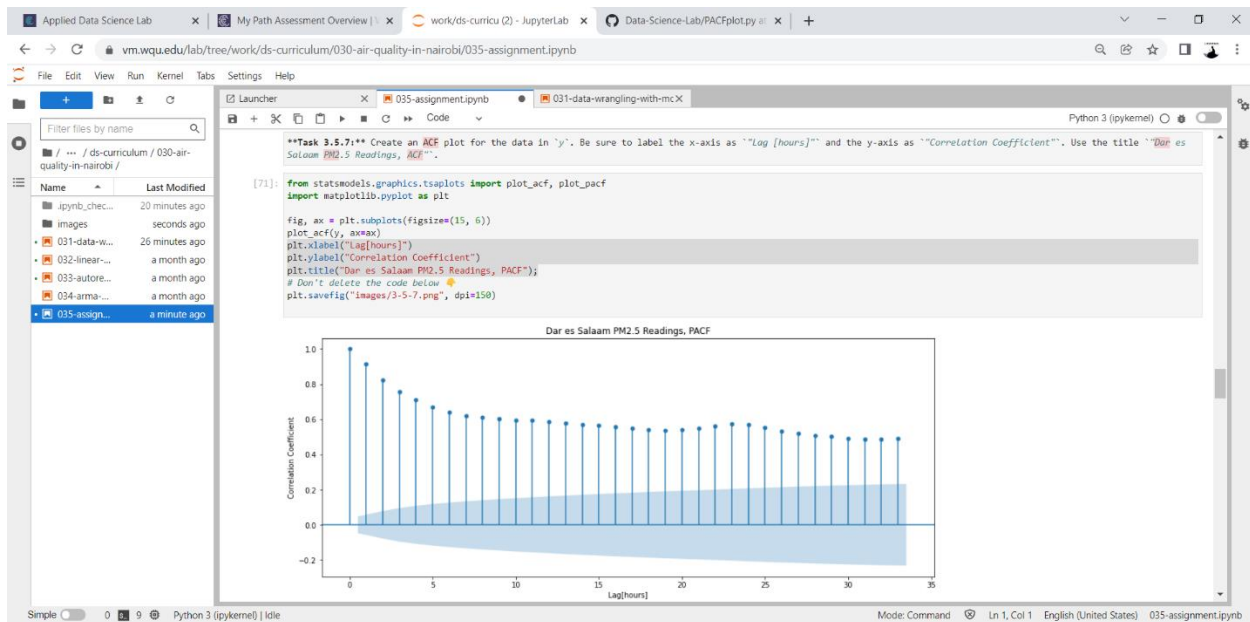 Applied Data Science Lab
My Path Assessment Overview | V
work/ds-curricu (2) - JupyterLab
Data-Science-Lab/PACFplot.py at
vm.wqu.edu/lab/tree/work/ds-curriculum/030-air-quality-in-nairobi/035-assignment.ipynb
File Edit View Run Kernel Tabs Settings Help
Launcher
035-assignment.ipynb
031-data-wrangling-with-mc
Filter files by name
/ ··· / ds-curriculum / 030-air-
quality-in-nairobi /
Name Last Modified
.ipynb_chec... 20 minutes ago
images seconds ago
031-data-w... 26 minutes ago
032-linear-... a month ago
033-autore... a month ago
034-arma-... a month ago
035-assign... a minute ago
Code
Python 3 (ipykernel)
**Task 3.5.7:** Create an ACF plot for the data in `y`. Be sure to label the x-axis as `"Lag [hours]"` and the y-axis as `"Correlation Coefficient"`. Use the title `"Dar es
Salaam PM2.5 Readings, ACF"`.
[71]:
from statsmodels.graphics.tsaplots import plot_acf, plot_pacf
import matplotlib.pyplot as plt
fig, ax = plt.subplots(figsize=(15, 6))
plot_acf(y, ax=ax)
plt.xlabel("Lag[hours]")
plt.ylabel("Correlation Coefficient")
plt.title("Dar es Salaam PM2.5 Readings, PACF");
# Don't delete the code below 👇
plt.savefig("images/3-5-7.png", dpi=150)
Dar es Salaam PM2.5 Readings, PACF
1.0
0.8
0.6
0.4
0.2
0.0
−0.2
Correlation Coefficient
0 5 10 15 20 25 30 35
Lag[hours]
Simple 0 9 Python 3 (ipykernel) | Idle
Mode: Command Ln 1, Col 1 English (United States) 035-assignment.ipynb